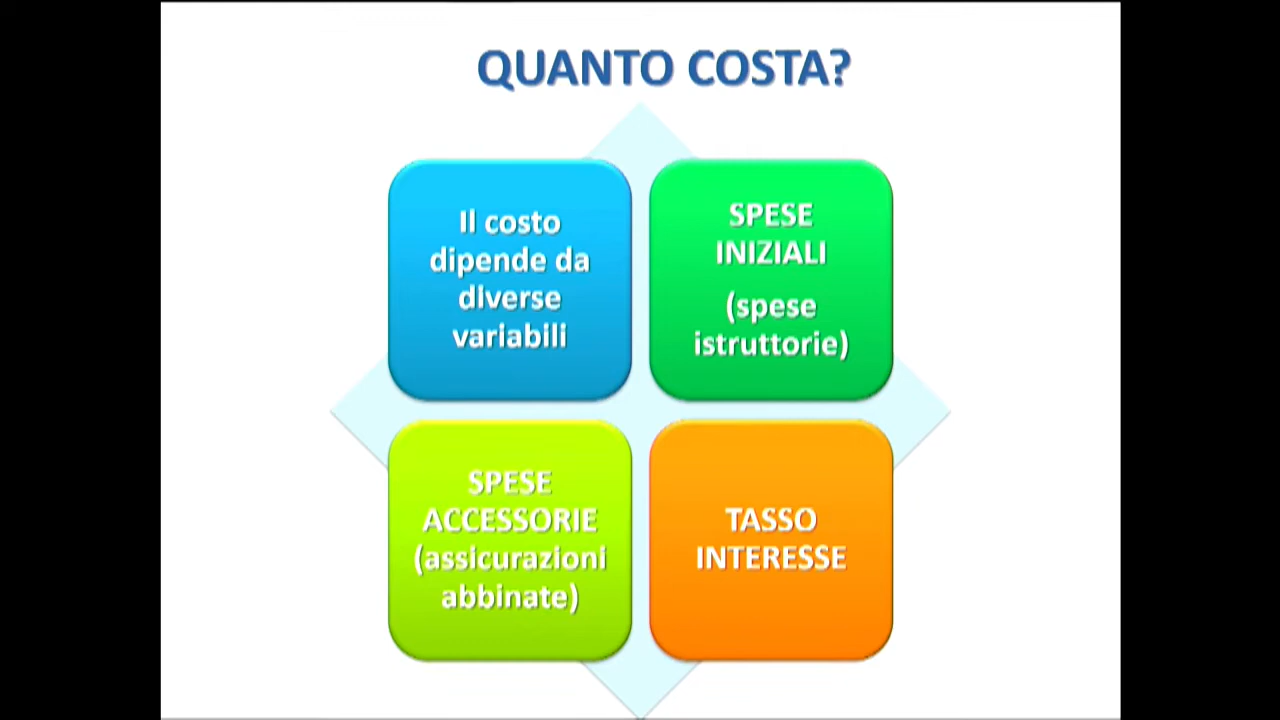 QUANTO COSTA?
Il costo
dipende da
diverse
variabili
SPESE
INIZIALI
(spese
istruttorie)
SPESE
ACCESSORIE
(assicurazioni
abbinate)
TASSO
INTERESSE